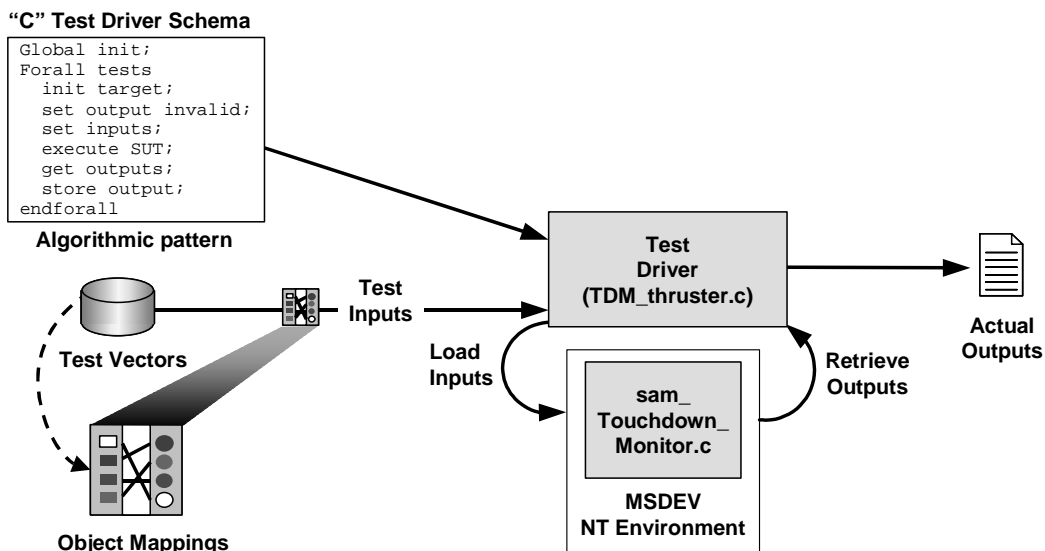 “C” Test Driver Schema
Global init;
Forall tests
init target;
set output invalid;
set inputs;
execute SUT;
get outputs;
store output;
endforall
Algorithmic pattern
Test
Driver
(TDM_thruster.c)
Test
Inputs
Actual
Outputs
Test Vectors
Load
Inputs
Retrieve
Outputs
sam_
Touchdown_
Monitor.c
MSDEV
NT Environment
Object Mappings